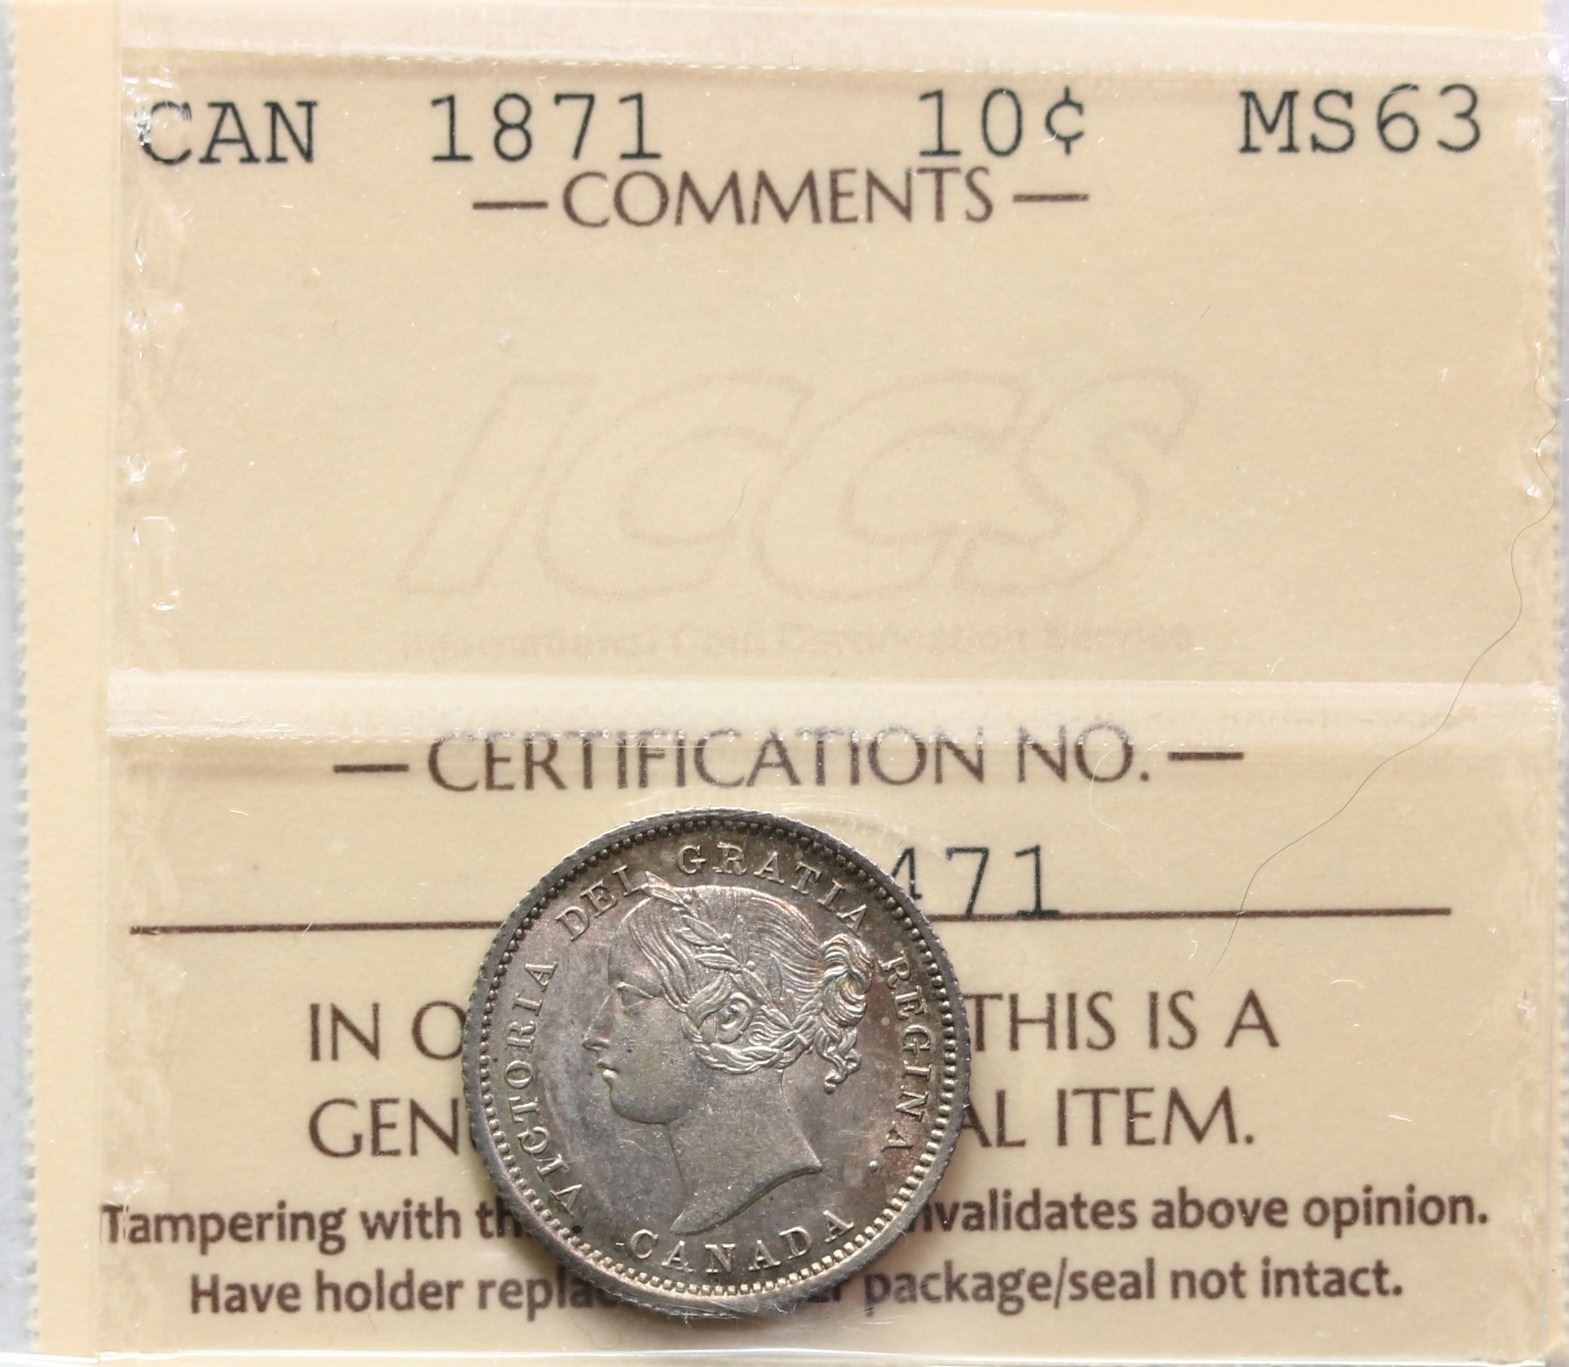 CAN 1871 10¢ MS63
— COMMENTS —
ICCS
— CERTIFICATION NO. —
471
IN O THIS IS A
GEN AL ITEM.
Tampering with th nvalidates above opinion.
Have holder repla package/seal not intact.
VICTORIA DEI GRATIA REGINA.
CANADA